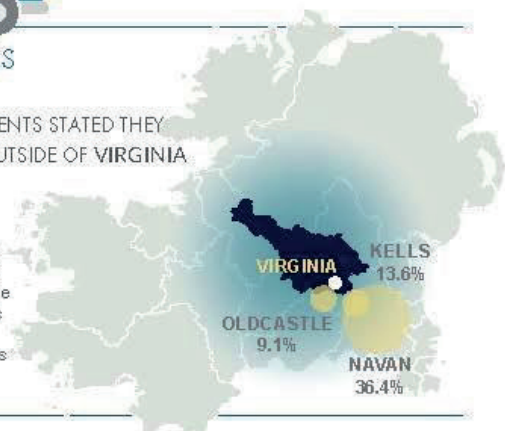 S
S
ENTS STATED THEY
UTSIDE OF VIRGINIA
e
s
VIRGINIA
KELLS
13.6%
OLDCASTLE
9.1%
NAVAN
36.4%